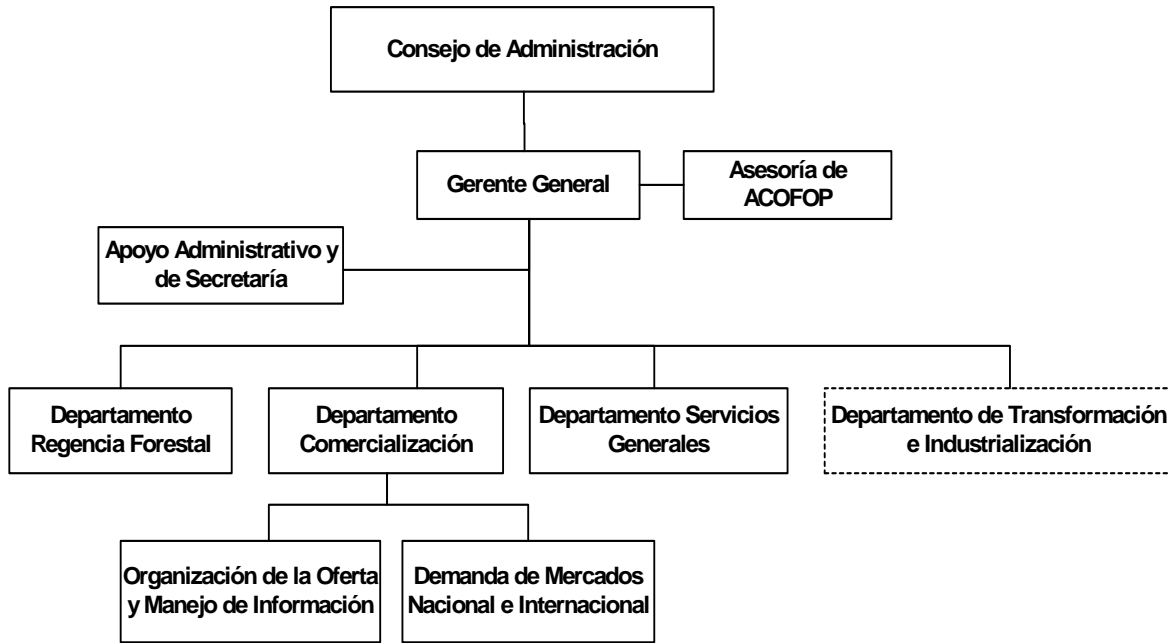 Consejo de Administración
Gerente General
Asesoría de
ACOFOP
Apoyo Administrativo y
de Secretaría
Departamento
Regencia Forestal
Departamento
Comercialización
Departamento Servicios
Generales
Departamento de Transformación
e Industrialización
Organización de la Oferta
y Manejo de Información
Demanda de Mercados
Nacional e Internacional